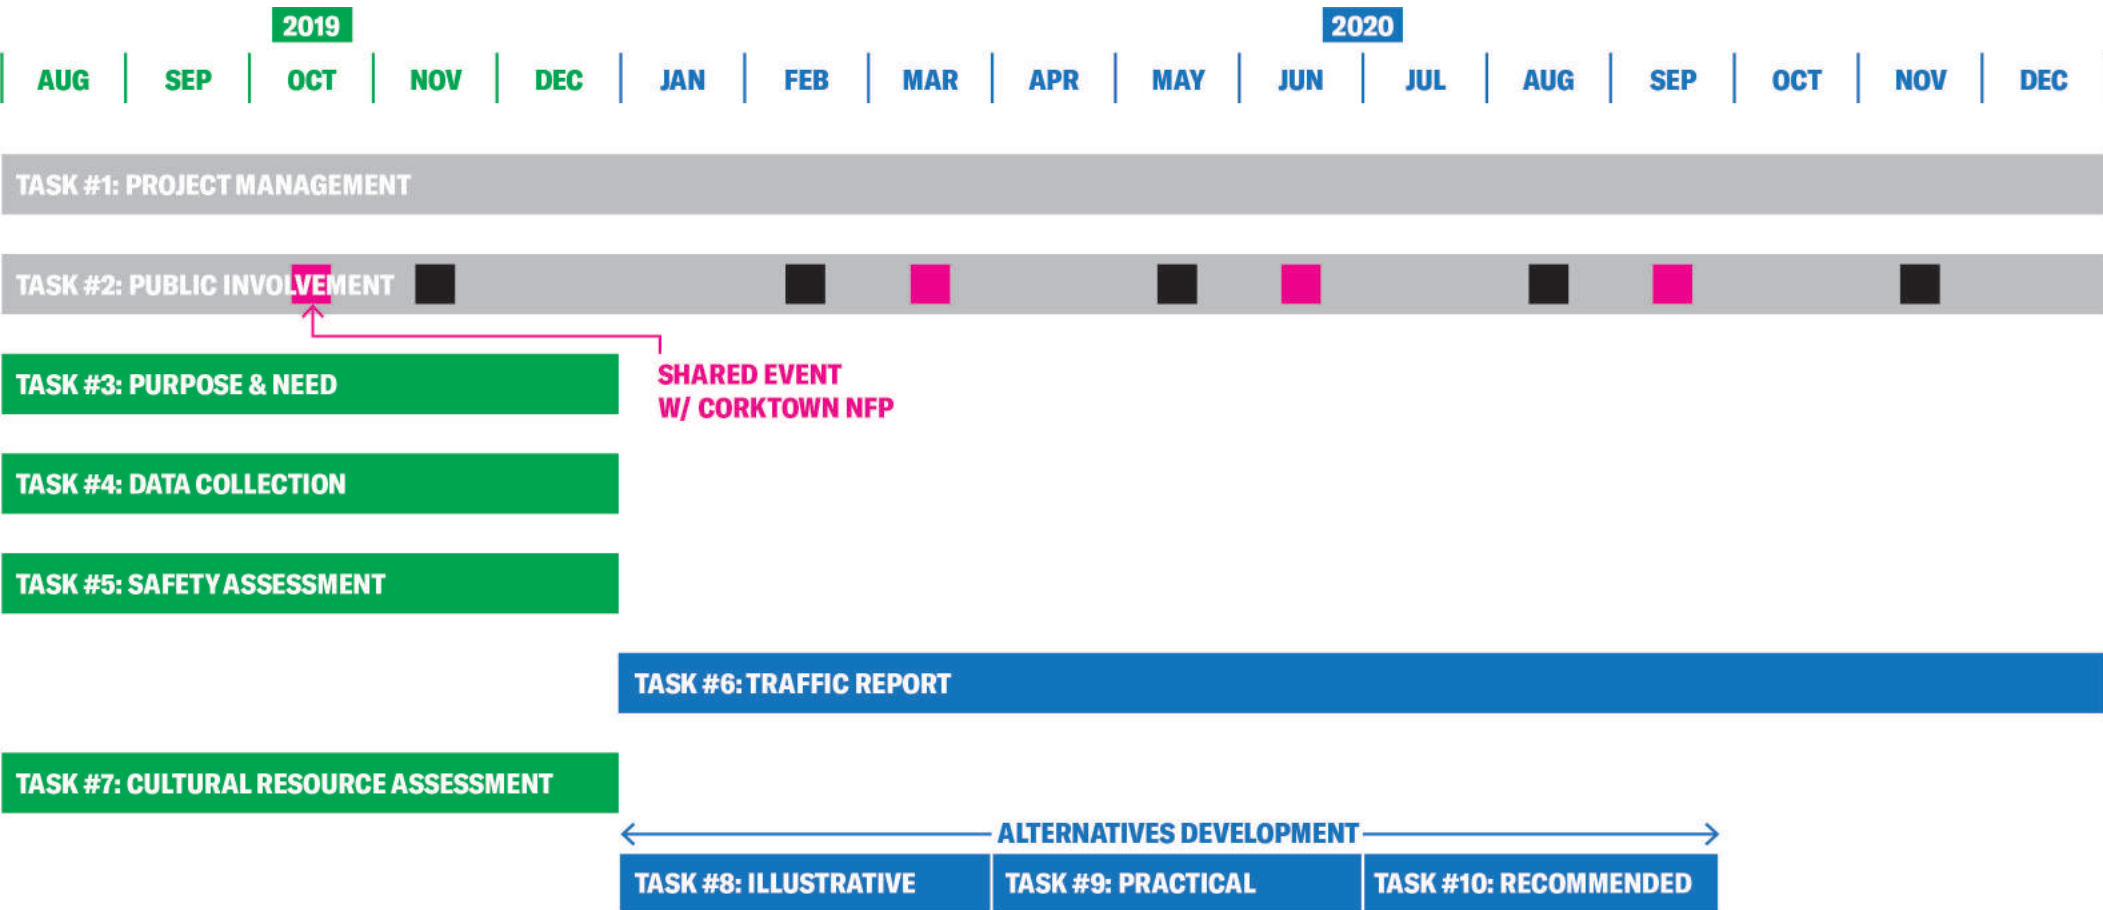 2019
2020
AUG SEP OCT NOV DEC JAN FEB MAR APR MAY JUN JUL AUG SEP OCT NOV DEC
TASK #1: PROJECT MANAGEMENT
TASK #2: PUBLIC INVOLVEMENT
SHARED EVENT
W/ CORKTOWN NFP
TASK #3: PURPOSE & NEED
TASK #4: DATA COLLECTION
TASK #5: SAFETY ASSESSMENT
TASK #6: TRAFFIC REPORT
TASK #7: CULTURAL RESOURCE ASSESSMENT
ALTERNATIVES DEVELOPMENT
TASK #8: ILLUSTRATIVE
TASK #9: PRACTICAL
TASK #10: RECOMMENDED